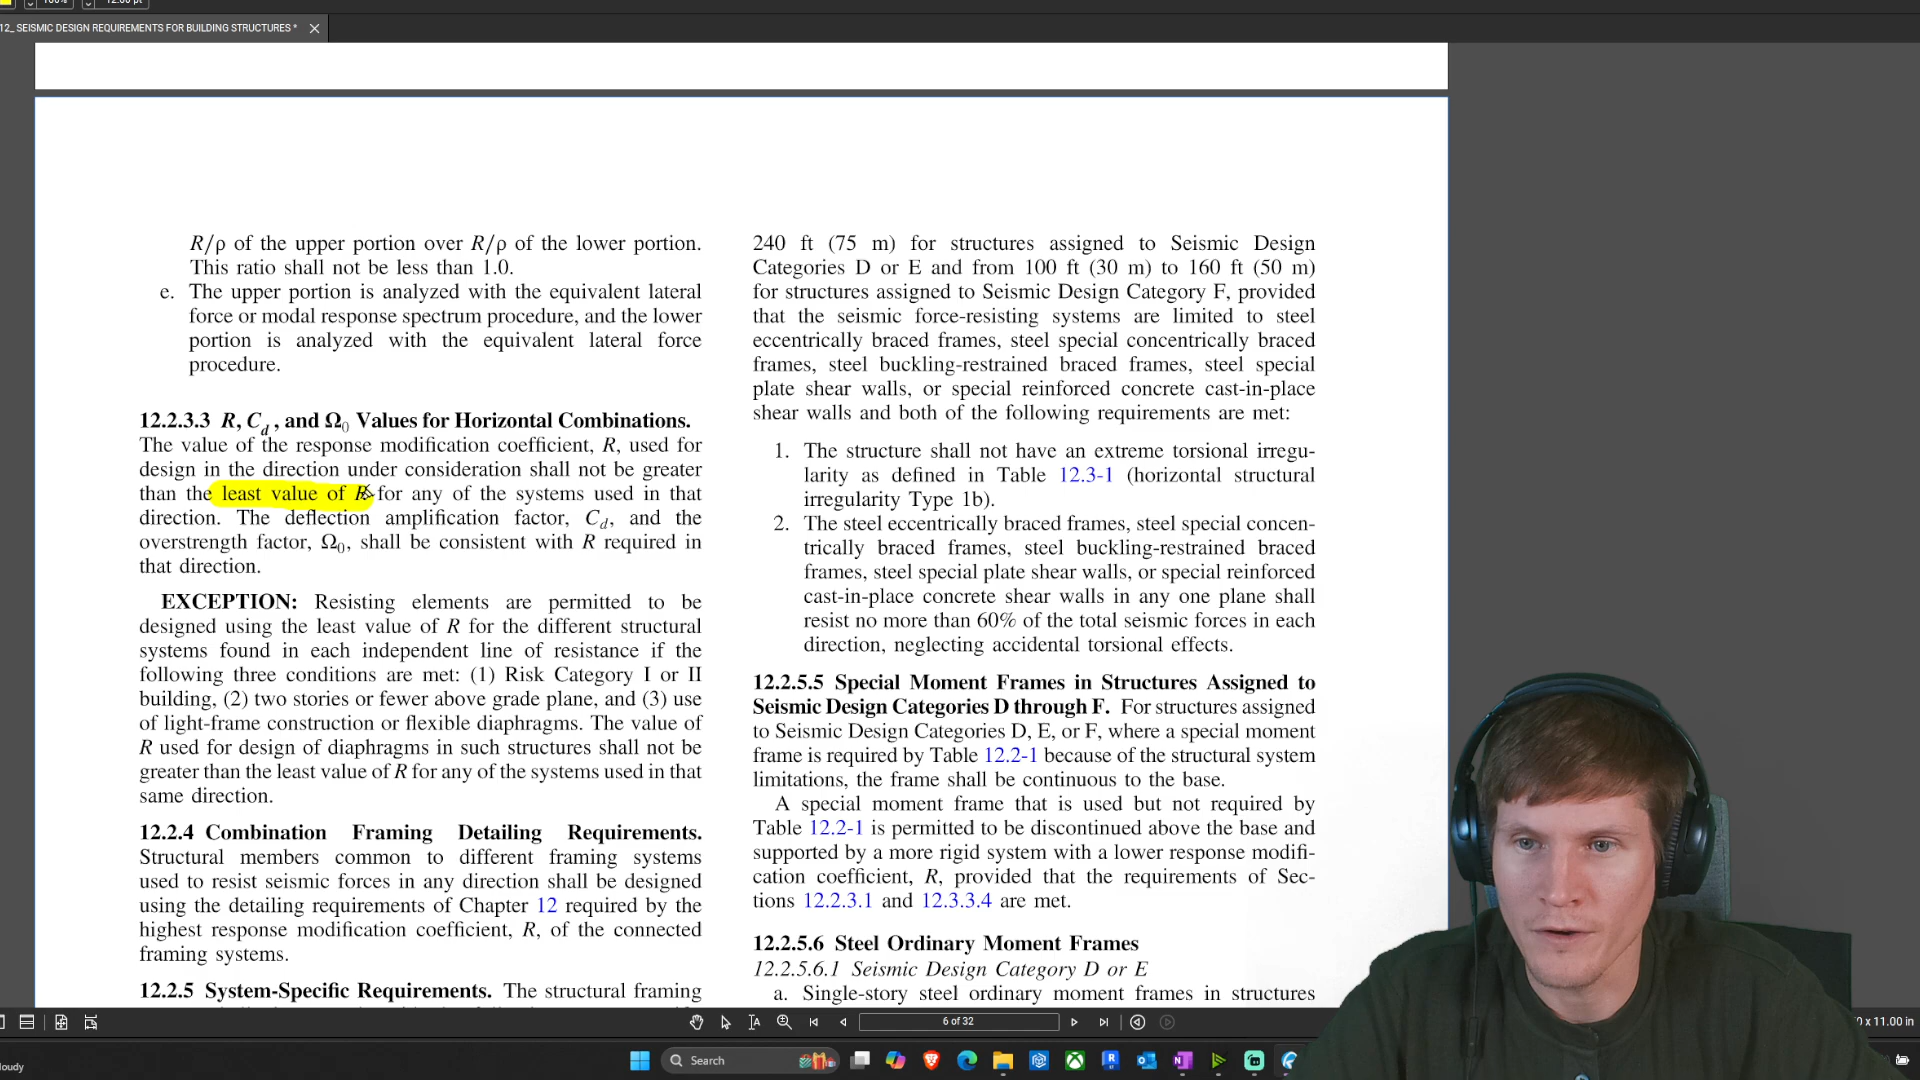 100%
12.00 pt
12_ SEISMIC DESIGN REQUIREMENTS FOR BUILDING STRUCTURES *
R/ρ of the upper portion over R/ρ of the lower portion.
This ratio shall not be less than 1.0.
e. The upper portion is analyzed with the equivalent lateral
force or modal response spectrum procedure, and the lower
portion is analyzed with the equivalent lateral force
procedure.
12.2.3.3 R, Cd, and Ω0 Values for Horizontal Combinations.
The value of the response modification coefficient, R, used for
design in the direction under consideration shall not be greater
than the least value of R for any of the systems used in that
direction. The deflection amplification factor, Cd, and the
overstrength factor, Ω0, shall be consistent with R required in
that direction.
EXCEPTION: Resisting elements are permitted to be
designed using the least value of R for the different structural
systems found in each independent line of resistance if the
following three conditions are met: (1) Risk Category I or II
building, (2) two stories or fewer above grade plane, and (3) use
of light-frame construction or flexible diaphragms. The value of
R used for design of diaphragms in such structures shall not be
greater than the least value of R for any of the systems used in that
same direction.
12.2.4 Combination Framing Detailing Requirements.
Structural members common to different framing systems
used to resist seismic forces in any direction shall be designed
using the detailing requirements of Chapter 12 required by the
highest response modification coefficient, R, of the connected
framing systems.
12.2.5 System-Specific Requirements. The structural framing
240 ft (75 m) for structures assigned to Seismic Design
Categories D or E and from 100 ft (30 m) to 160 ft (50 m)
for structures assigned to Seismic Design Category F, provided
that the seismic force-resisting systems are limited to steel
eccentrically braced frames, steel special concentrically braced
frames, steel buckling-restrained braced frames, steel special
plate shear walls, or special reinforced concrete cast-in-place
shear walls and both of the following requirements are met:
1. The structure shall not have an extreme torsional irregu-
larity as defined in Table 12.3-1 (horizontal structural
irregularity Type 1b).
2. The steel eccentrically braced frames, steel special concen-
trically braced frames, steel buckling-restrained braced
frames, steel special plate shear walls, or special reinforced
cast-in-place concrete shear walls in any one plane shall
resist no more than 60% of the total seismic forces in each
direction, neglecting accidental torsional effects.
12.2.5.5 Special Moment Frames in Structures Assigned to
Seismic Design Categories D through F. For structures assigned
to Seismic Design Categories D, E, or F, where a special moment
frame is required by Table 12.2-1 because of the structural system
limitations, the frame shall be continuous to the base.
A special moment frame that is used but not required by
Table 12.2-1 is permitted to be discontinued above the base and
supported by a more rigid system with a lower response modifi-
cation coefficient, R, provided that the requirements of Sec-
tions 12.2.3.1 and 12.3.3.4 are met.
12.2.5.6 Steel Ordinary Moment Frames
12.2.5.6.1 Seismic Design Category D or E
a. Single-story steel ordinary moment frames in structures
6 of 32
0 x 11.00 in
Search
loudy